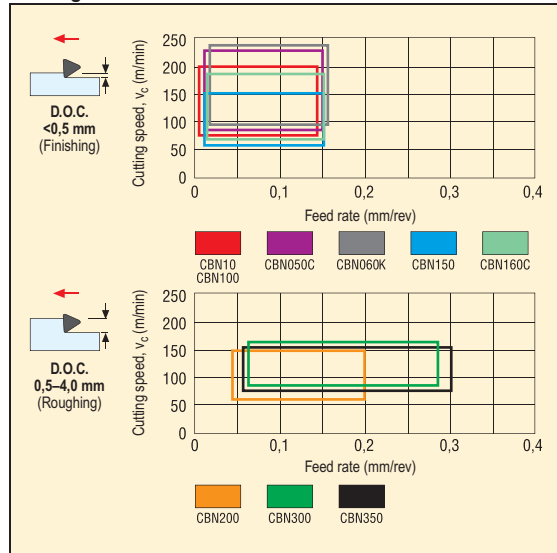 D.O.C.
<0,5 mm
(Finishing)
Cutting speed, vc (m/min)
250
200
150
100
50
0
0 0,1 0,2 0,3 0,4
Feed rate (mm/rev)
CBN10 CBN050C CBN060K CBN150 CBN160C
CBN100
D.O.C.
0,5–4,0 mm
(Roughing)
Cutting speed, vc (m/min)
250
200
150
100
50
0
0 0,1 0,2 0,3 0,4
Feed rate (mm/rev)
CBN200 CBN300 CBN350